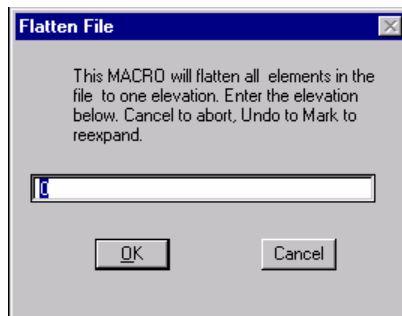 Flatten File
This MACRO will flatten all elements in the
file to one elevation. Enter the elevation
below. Cancel to abort, Undo to Mark to
reexpand.
0
OK
Cancel